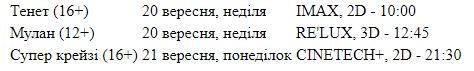 Тенет (16+) 20 вересня, неділя IMAX, 2D - 10:00
Мулан (12+) 20 вересня, неділя RE'LUX, 3D - 12:45
Супер крейзі (16+) 21 вересня, понеділок CINETECH+, 2D - 21:30